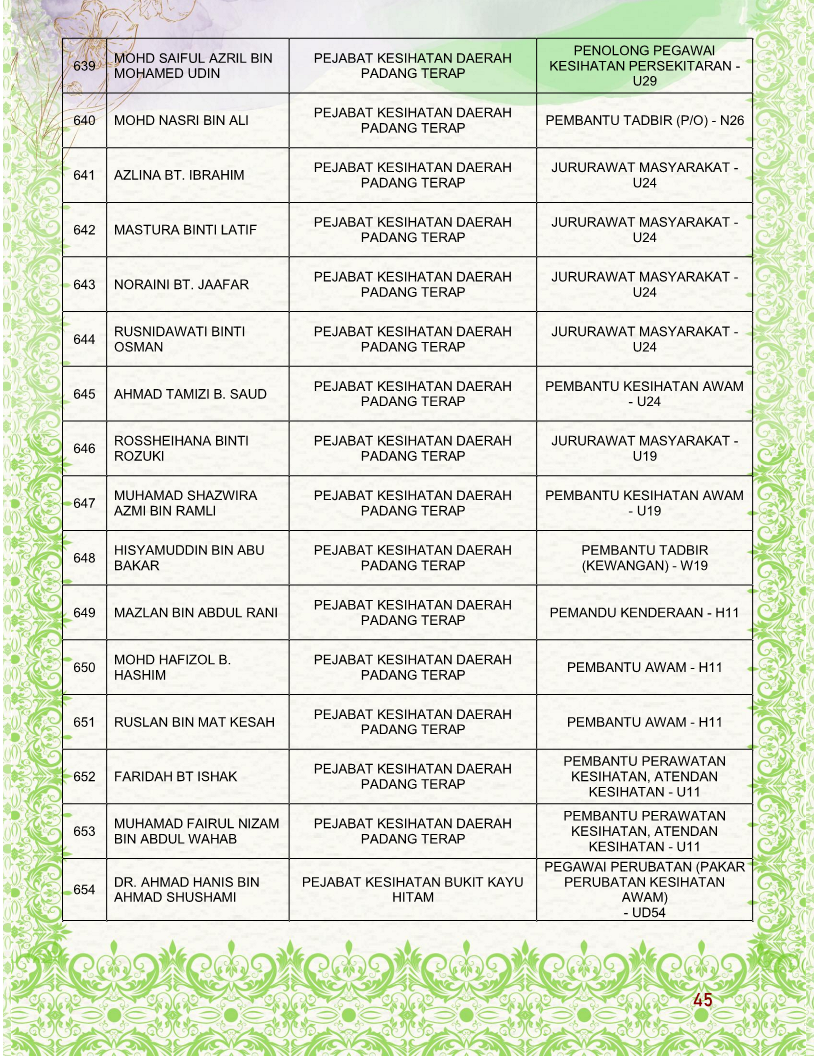 639
MOHD SAIFUL AZRIL BIN
MOHAMED UDIN
PEJABAT KESIHATAN DAERAH
PADANG TERAP
PENOLONG PEGAWAI
KESIHATAN PERSEKITARAN -
U29
640
MOHD NASRI BIN ALI
PEJABAT KESIHATAN DAERAH
PADANG TERAP
PEMBANTU TADBIR (P/O) - N26
641
AZLINA BT. IBRAHIM
PEJABAT KESIHATAN DAERAH
PADANG TERAP
JURURAWAT MASYARAKAT -
U24
642
MASTURA BINTI LATIF
PEJABAT KESIHATAN DAERAH
PADANG TERAP
JURURAWAT MASYARAKAT -
U24
643
NORAINI BT. JAAFAR
PEJABAT KESIHATAN DAERAH
PADANG TERAP
JURURAWAT MASYARAKAT -
U24
644
RUSNIDAWATI BINTI
OSMAN
PEJABAT KESIHATAN DAERAH
PADANG TERAP
JURURAWAT MASYARAKAT -
U24
645
AHMAD TAMIZI B. SAUD
PEJABAT KESIHATAN DAERAH
PADANG TERAP
PEMBANTU KESIHATAN AWAM
- U24
646
ROSSHEIHANA BINTI
ROZUKI
PEJABAT KESIHATAN DAERAH
PADANG TERAP
JURURAWAT MASYARAKAT -
U19
647
MUHAMAD SHAZWIRA
AZMI BIN RAMLI
PEJABAT KESIHATAN DAERAH
PADANG TERAP
PEMBANTU KESIHATAN AWAM
- U19
648
HISYAMUDDIN BIN ABU
BAKAR
PEJABAT KESIHATAN DAERAH
PADANG TERAP
PEMBANTU TADBIR
(KEWANGAN) - W19
649
MAZLAN BIN ABDUL RANI
PEJABAT KESIHATAN DAERAH
PADANG TERAP
PEMANDU KENDERAAN - H11
650
MOHD HAFIZOL B.
HASHIM
PEJABAT KESIHATAN DAERAH
PADANG TERAP
PEMBANTU AWAM - H11
651
RUSLAN BIN MAT KESAH
PEJABAT KESIHATAN DAERAH
PADANG TERAP
PEMBANTU AWAM - H11
652
FARIDAH BT ISHAK
PEJABAT KESIHATAN DAERAH
PADANG TERAP
PEMBANTU PERAWATAN
KESIHATAN, ATENDAN
KESIHATAN - U11
653
MUHAMAD FAIRUL NIZAM
BIN ABDUL WAHAB
PEJABAT KESIHATAN DAERAH
PADANG TERAP
PEMBANTU PERAWATAN
KESIHATAN, ATENDAN
KESIHATAN - U11
654
DR. AHMAD HANIS BIN
AHMAD SHUSHAMI
PEJABAT KESIHATAN BUKIT KAYU
HITAM
PEGAWAI PERUBATAN (PAKAR
PERUBATAN KESIHATAN
AWAM)
- UD54
45